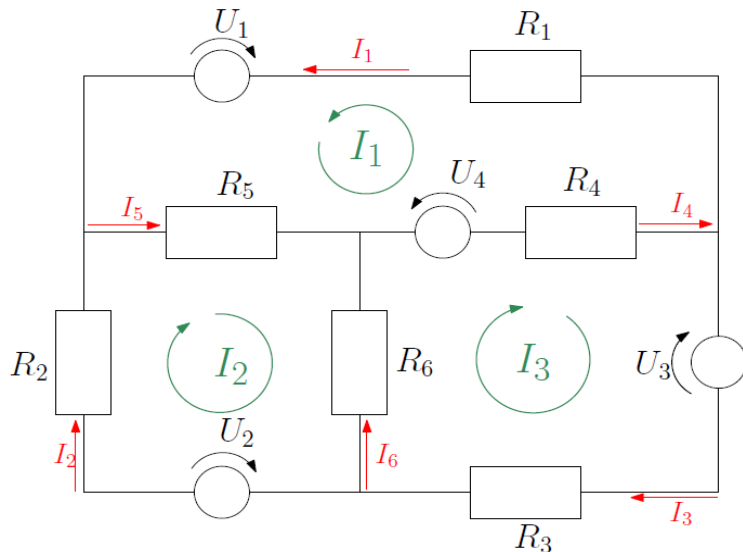 U₁
I₁
R₁
I₁
R₅
U₄
R₄
I₅
I₄
R₂
I₂
R₆
I₃
U₃
I₂
U₂
I₆
I₃
R₃